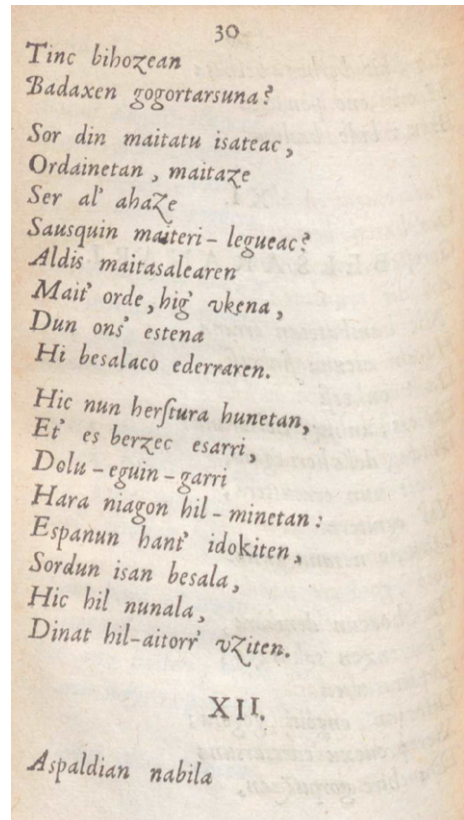 30
Tinc bihozean
Badaxen gogortarsuna?
Sor din maitatu isateac,
Ordainetan, maitaze
Ser al' ahaze
Sausquin maiteri-legueac?
Aldis maitasalearen
Mait' orde, hig' vkena,
Dun ons' estena
Hi besalaco ederraren.
Hic nun herſtura hunetan,
Et' es berzec esarri,
Dolu-eguin-garri
Hara niagon hil-minetan:
Espanun hant' idokiten,
Sordun isan besala,
Hic hil nunala,
Dinat hil-aitorr' vziten.
XII.
Aspaldian nabila